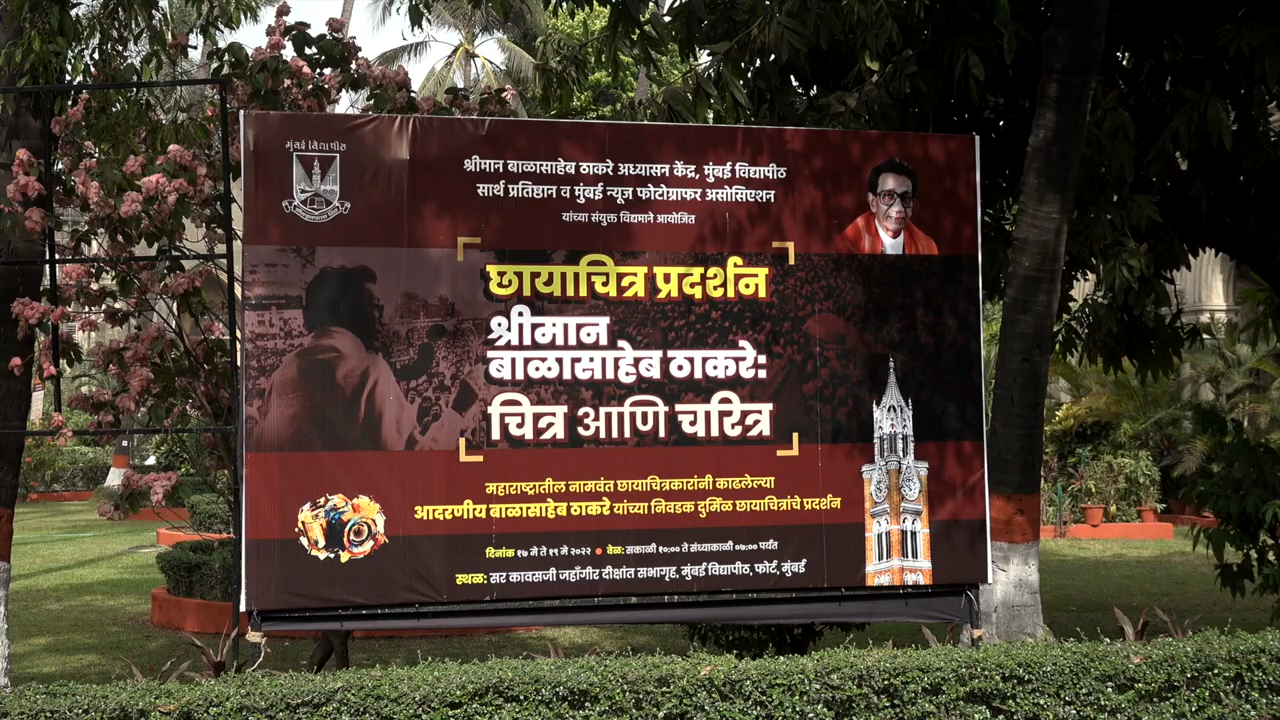 मुंबई विद्यापीठ
श्रीमान बाळासाहेब ठाकरे अध्यासन केंद्र, मुंबई विद्यापीठ
सार्थ प्रतिष्ठान व मुंबई न्यूज फोटोग्राफर असोसिएशन
यांच्या संयुक्त विद्यमाने आयोजित
छायाचित्र प्रदर्शन
श्रीमान
बाळासाहेब ठाकरे:
चित्र आणि चरित्र
महाराष्ट्रातील नामवंत छायाचित्रकारांनी काढलेल्या
आदरणीय बाळासाहेब ठाकरे यांच्या निवडक दुर्मिळ छायाचित्रांचे प्रदर्शन
दिनांक १७ मे ते १९ मे २०२२ ● वेळ: सकाळी १०:०० ते संध्याकाळी ०७:०० पर्यंत
स्थळ: सर कावसजी जहाँगीर दीक्षांत सभागृह, मुंबई विद्यापीठ, फोर्ट, मुंबई